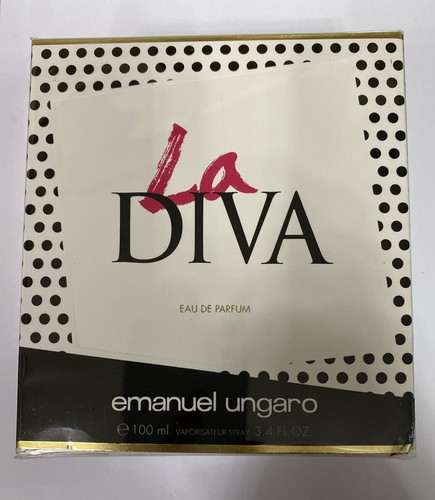 La
DIVA
EAU DE PARFUM
emanuel ungaro
℮ 100 ml VAPORISATEUR SPRAY 3.4 FL.OZ.